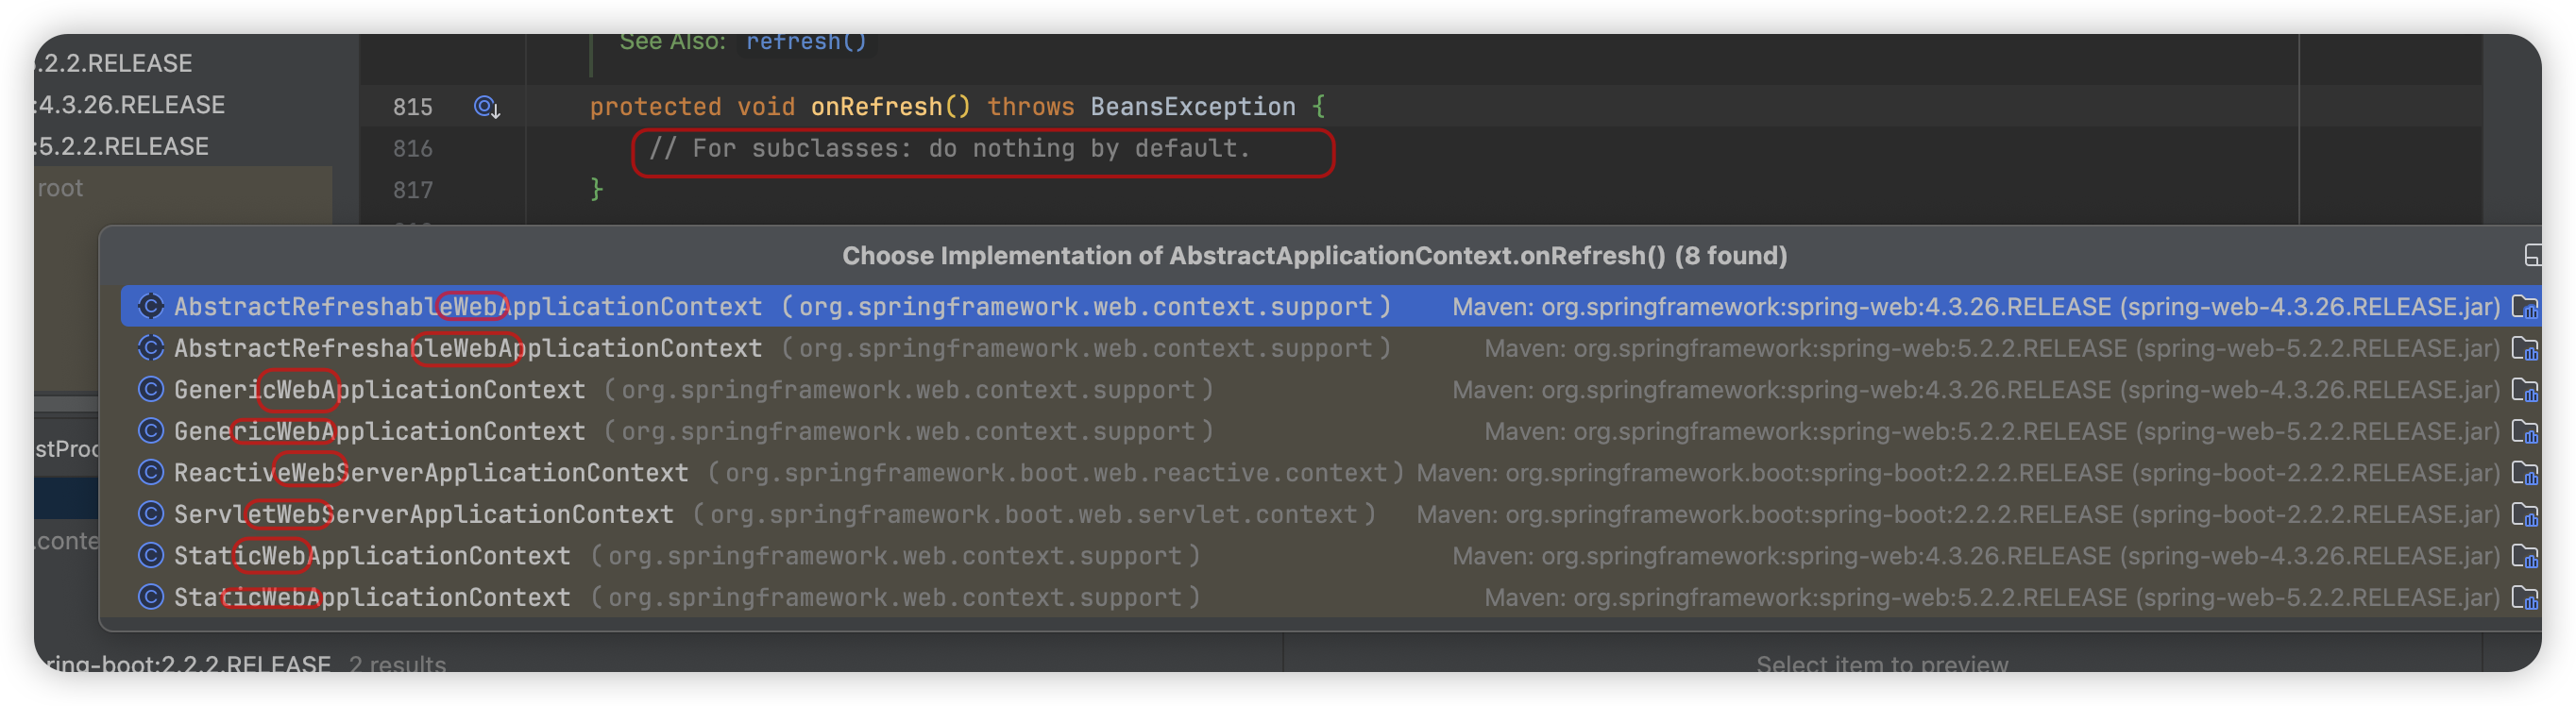 See Also: refresh()
.2.2.RELEASE
:4.3.26.RELEASE
:5.2.2.RELEASE
root
815 protected void onRefresh() throws BeansException {
816 // For subclasses: do nothing by default.
817 }
Choose Implementation of AbstractApplicationContext.onRefresh() (8 found)
AbstractRefreshableWebApplicationContext (org.springframework.web.context.support) Maven: org.springframework:spring-web:4.3.26.RELEASE (spring-web-4.3.26.RELEASE.jar)
AbstractRefreshableWebApplicationContext (org.springframework.web.context.support) Maven: org.springframework:spring-web:5.2.2.RELEASE (spring-web-5.2.2.RELEASE.jar)
GenericWebApplicationContext (org.springframework.web.context.support) Maven: org.springframework:spring-web:4.3.26.RELEASE (spring-web-4.3.26.RELEASE.jar)
GenericWebApplicationContext (org.springframework.web.context.support) Maven: org.springframework:spring-web:5.2.2.RELEASE (spring-web-5.2.2.RELEASE.jar)
ReactiveWebServerApplicationContext (org.springframework.boot.web.reactive.context) Maven: org.springframework.boot:spring-boot:2.2.2.RELEASE (spring-boot-2.2.2.RELEASE.jar)
ServletWebServerApplicationContext (org.springframework.boot.web.servlet.context) Maven: org.springframework.boot:spring-boot:2.2.2.RELEASE (spring-boot-2.2.2.RELEASE.jar)
StaticWebApplicationContext (org.springframework.web.context.support) Maven: org.springframework:spring-web:4.3.26.RELEASE (spring-web-4.3.26.RELEASE.jar)
StaticWebApplicationContext (org.springframework.web.context.support) Maven: org.springframework:spring-web:5.2.2.RELEASE (spring-web-5.2.2.RELEASE.jar)
stProc
.conte
ring-boot:2.2.2.RELEASE 2 results
Select item to preview